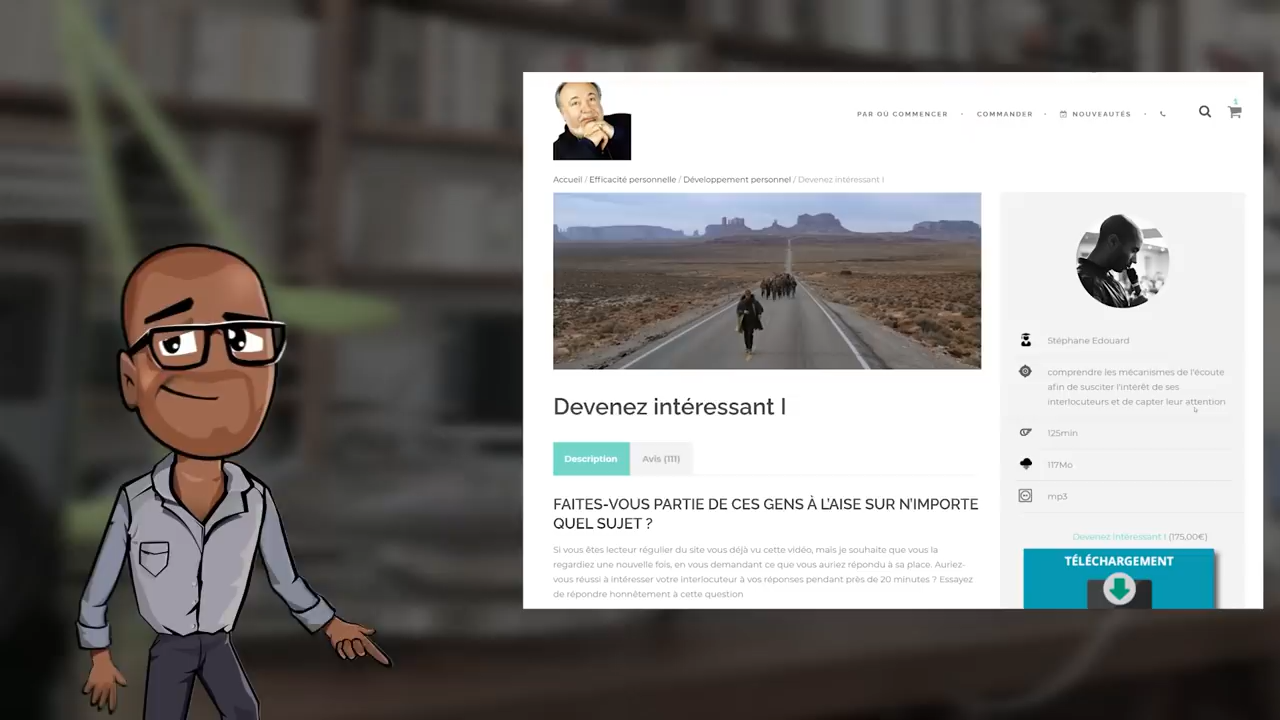 PAR OÙ COMMENCER
COMMANDER
NOUVEAUTÉS
1
Accueil / Efficacité personnelle / Développement personnel / Devenez intéressant I
Devenez intéressant I
Description
Avis (111)
FAITES-VOUS PARTIE DE CES GENS À L'AISE SUR N'IMPORTE
QUEL SUJET ?
Si vous êtes lecteur régulier du site vous déjà vu cette vidéo, mais je souhaite que vous la
regardiez une nouvelle fois, en vous demandant ce que vous auriez répondu à sa place. Auriez-
vous réussi à intéresser votre interlocuteur à vos réponses pendant près de 20 minutes ? Essayez
de répondre honnêtement à cette question
Stéphane Edouard
comprendre les mécanismes de l'écoute
afin de susciter l'intérêt de ses
interlocuteurs et de capter leur attention
125min
117Mo
mp3
Devenez intéressant I (175,00€)
TÉLÉCHARGEMENT